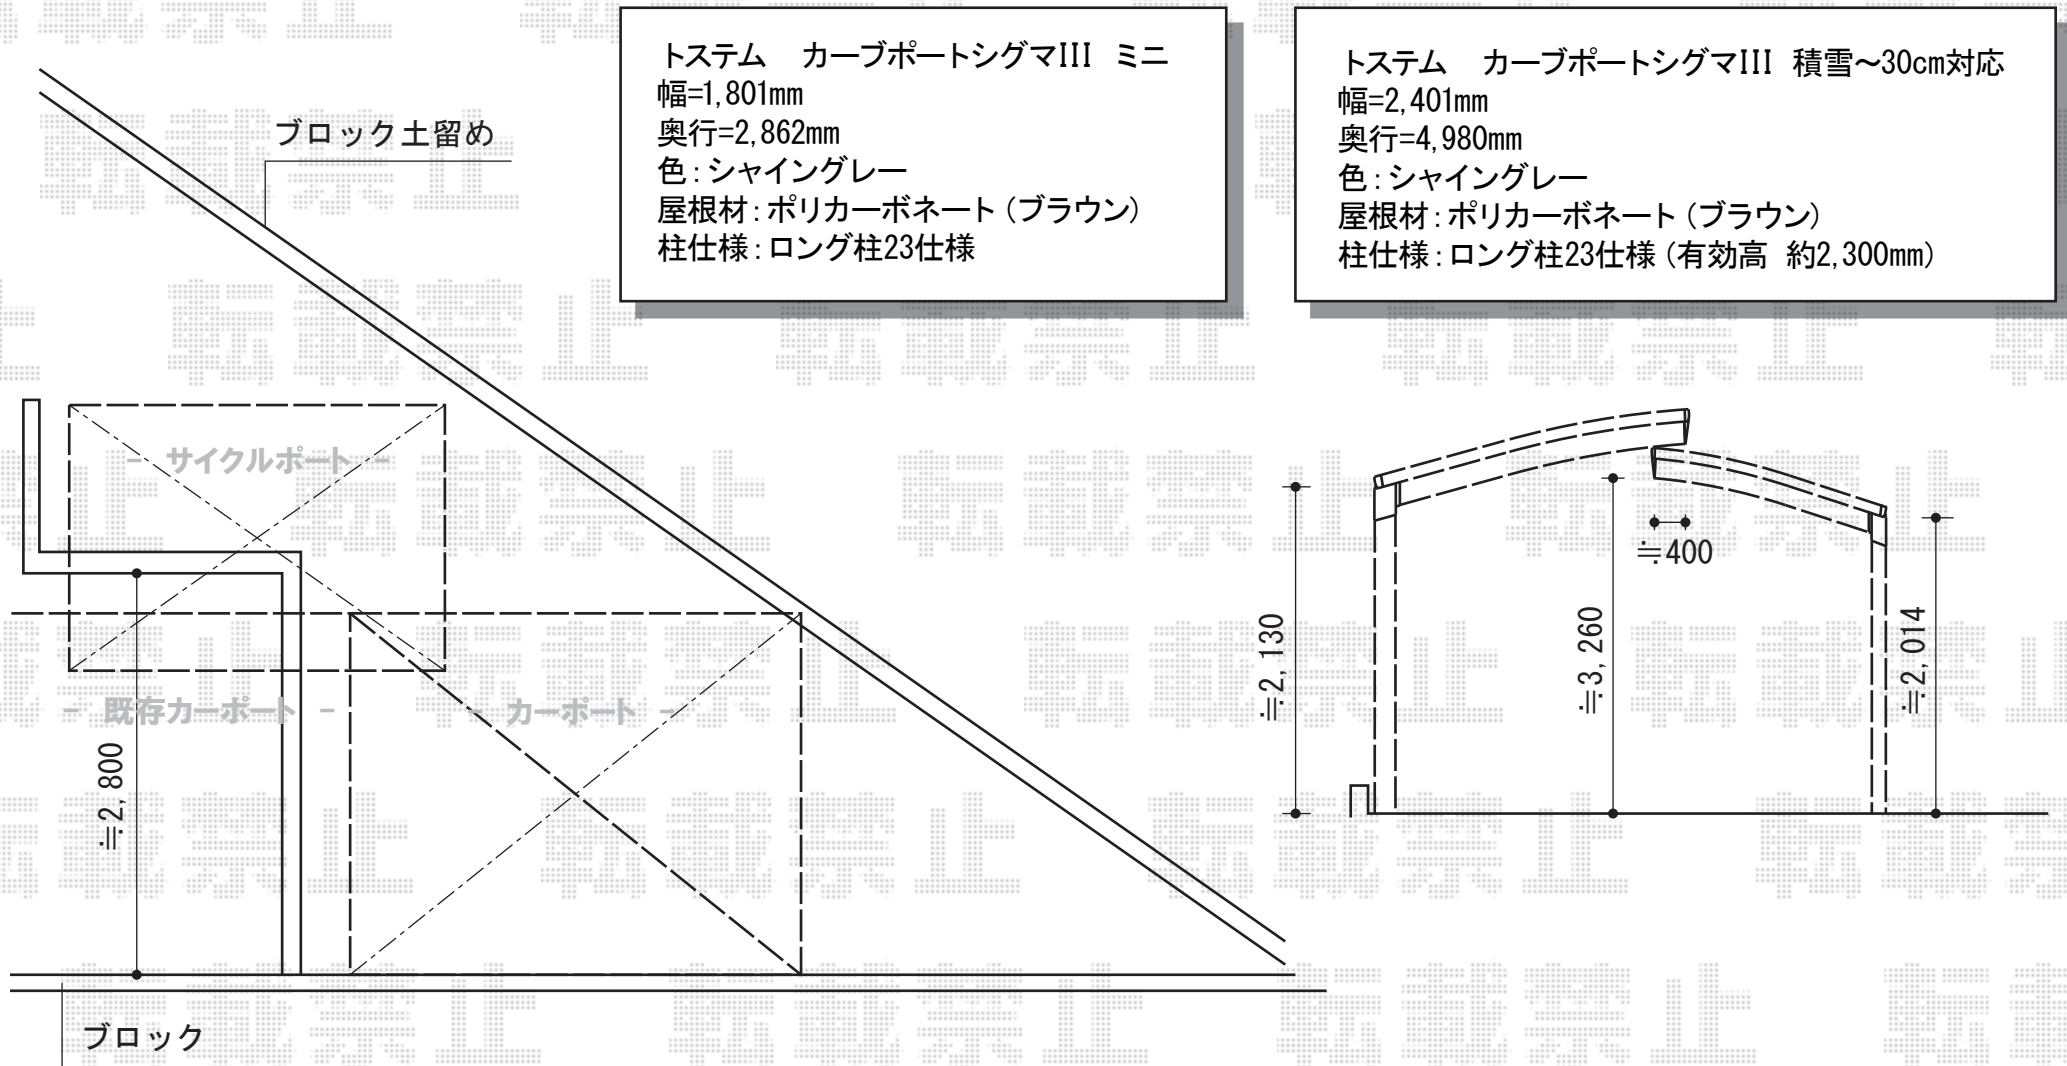 トステム カーブポートシグマIII ミニ
幅=1,801mm
奥行=2,862mm
色:シャイングレー
屋根材:ポリカーボネート(ブラウン)
柱仕様:ロング柱23仕様
トステム カーブポートシグマIII 積雪～30cm対応
幅=2,401mm
奥行=4,980mm
色:シャイングレー
屋根材:ポリカーボネート(ブラウン)
柱仕様:ロング柱23仕様(有効高 約2,300mm)
ブロック土留め
- サイクルポート -
- 既存カーポート -
- カーポート -
≒2,800
ブロック
≒2,130
≒3,260
≒400
≒2,014
転載禁止